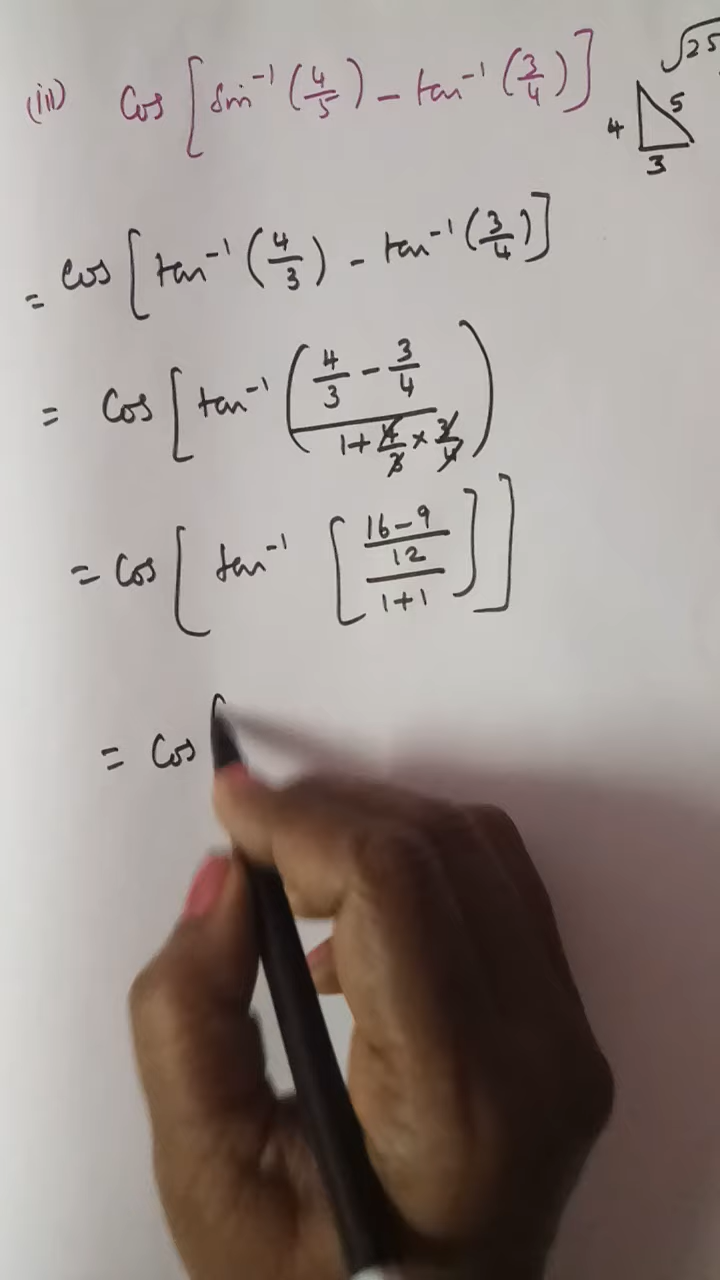 (iii) Cos [sin⁻¹ (4/5) – tan⁻¹ (3/4)]
√25
4 5
3
= Cos [tan⁻¹ (4/3) – tan⁻¹ (3/4)]
= Cos [tan⁻¹ ((4/3 – 3/4) / (1 + 4/3 × 3/4))
= Cos [tan⁻¹ [((16–9)/12) / (1+1)]]
= Cos [